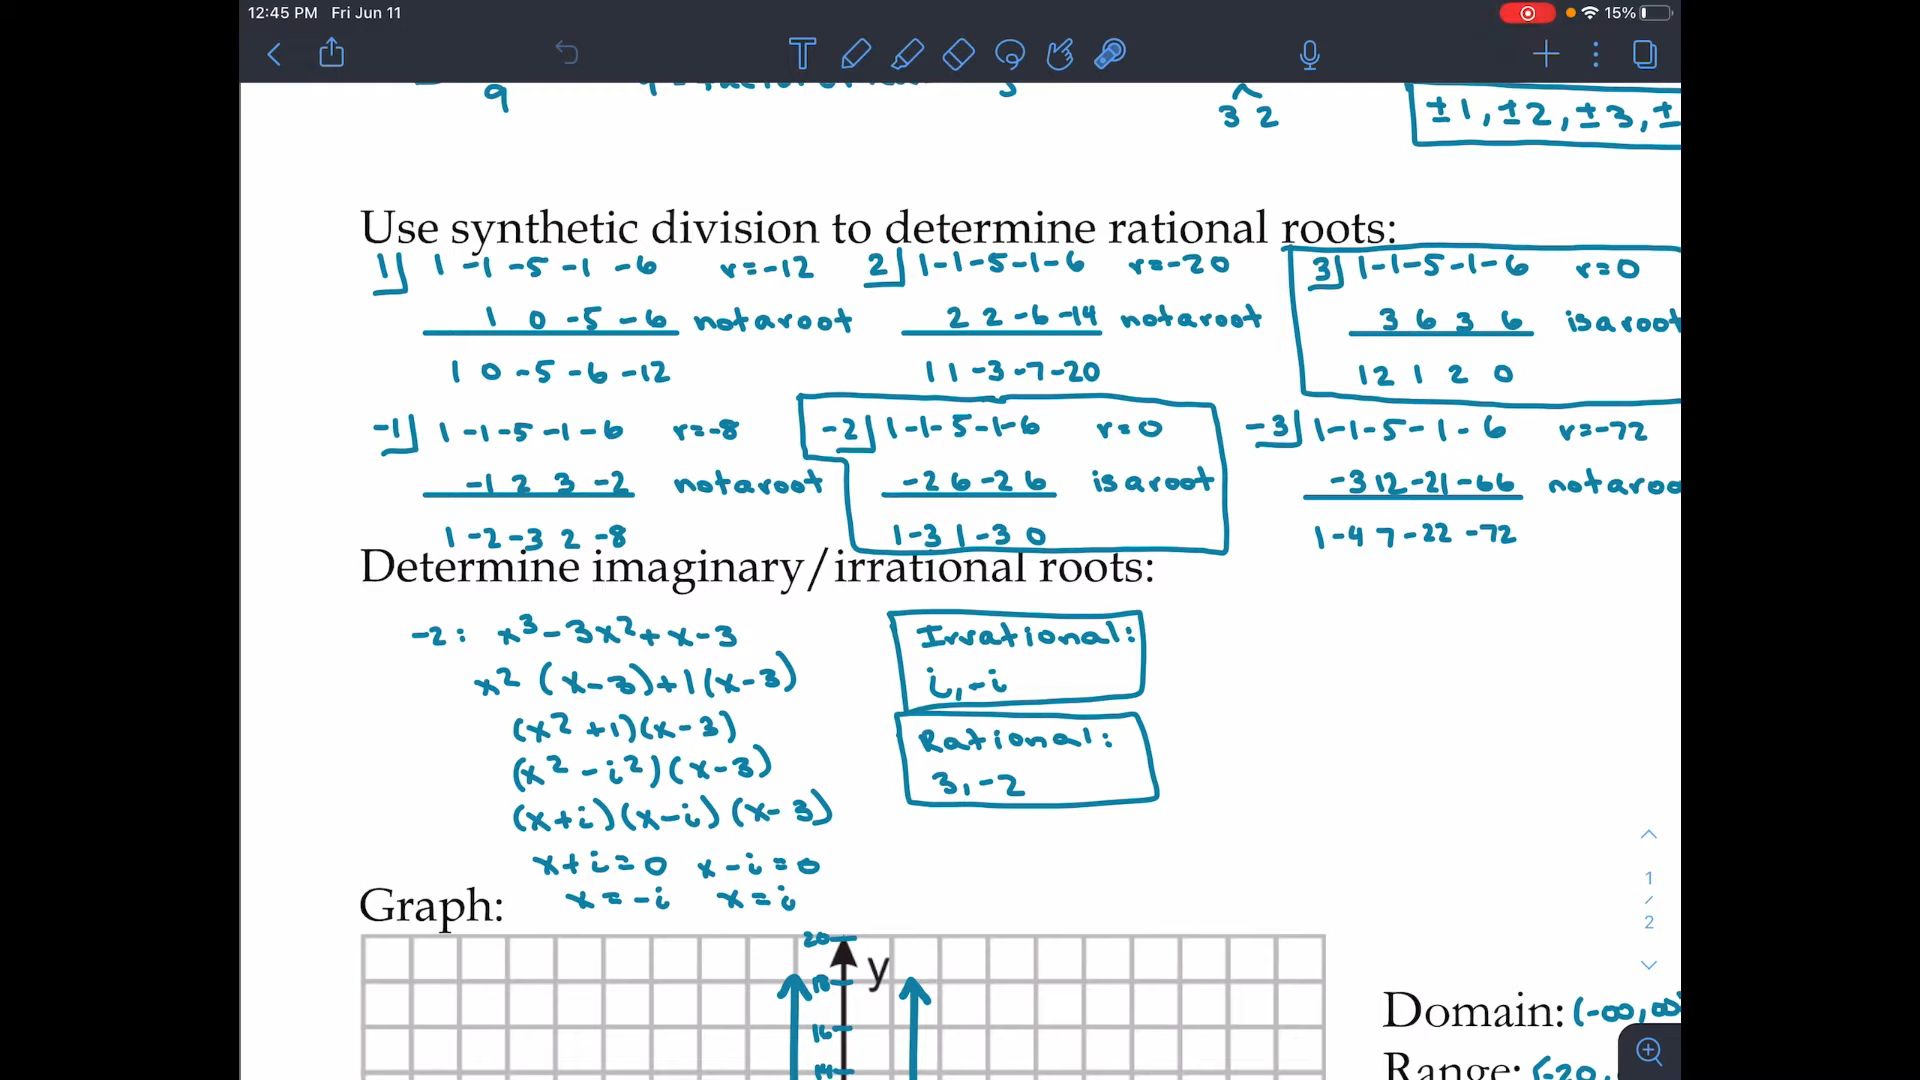 12:45 PM Fri Jun 11 15%
q
3 2
±1, ±2, ±3, ±
Use synthetic division to determine rational roots:
1⌋ 1 -1 -5 -1 -6 r=-12
1 0 -5 -6 not a root
1 0 -5 -6 -12
2⌋ 1 -1 -5 -1 -6 r=-20
2 2 -6 -14 not a root
1 1 -3 -7 -20
3⌋ 1 -1 -5 -1 -6 r=0
3 6 3 6 is a root
1 2 1 2 0
-1⌋ 1 -1 -5 -1 -6 r=-8
-1 2 3 -2 not a root
1 -2 -3 2 -8
-2⌋ 1 -1 -5 -1 -6 r=0
-2 6 -2 6 is a root
1 -3 1 -3 0
-3⌋ 1 -1 -5 -1 -6 r=-72
-3 12 -21 -66 not a roo
1 -4 7 -22 -72
Determine imaginary/irrational roots:
-2: x³-3x²+x-3
x²(x-3)+1(x-3)
(x²+1)(x-3)
(x²-i²)(x-3)
(x+i)(x-i)(x-3)
x+i=0 x-i=0
x=-i x=i
Irrational:
i, -i
Rational:
3, -2
Graph:
20
y
18
16
14
1
/
2
Domain: (-∞,∞)
Range: [-20,